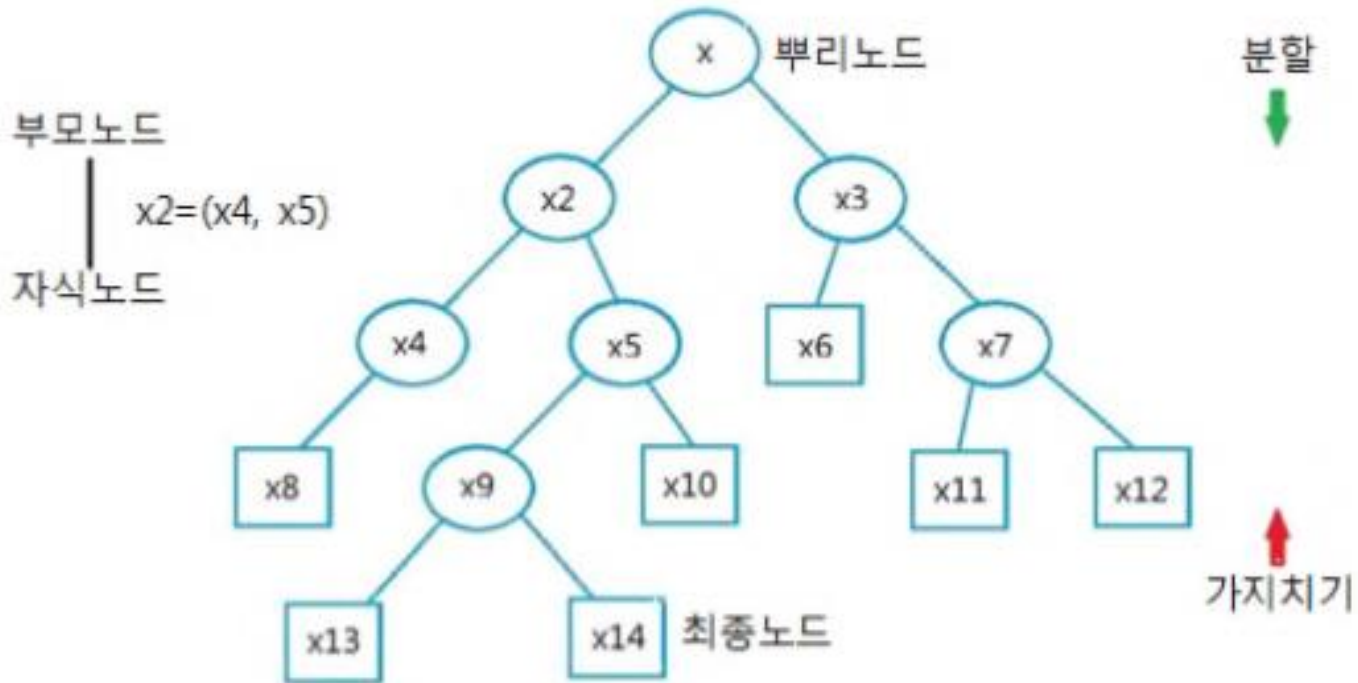 x 뿌리노드
분할
부모노드
x2=(x4, x5)
자식노드
x2
x3
x4
x5
x6
x7
x8
x9
x10
x11
x12
가지치기
x13
x14 최종노드